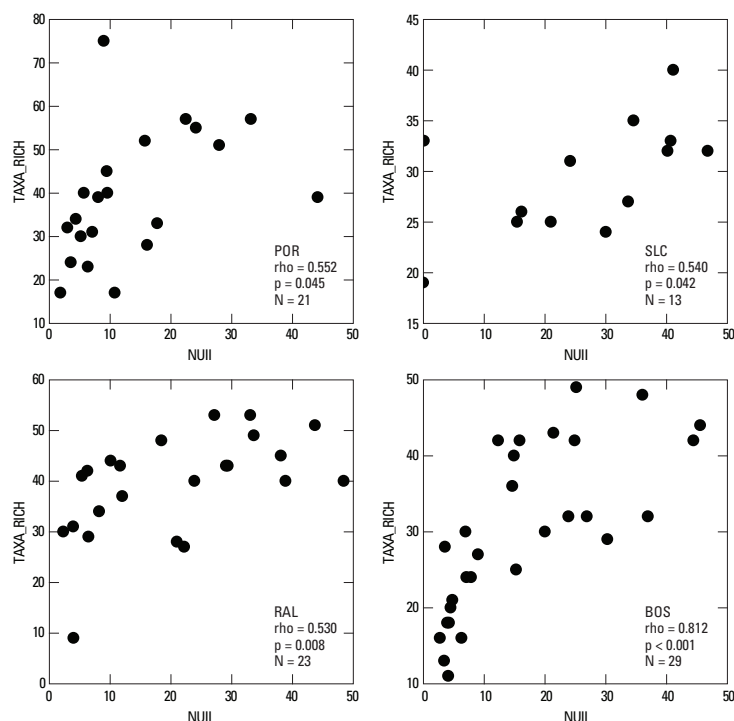 80
70
60
50
40
30
20
10
TAXA_RICH
0 10 20 30 40 50
NUII
POR
rho = 0.552
p = 0.045
N = 21
45
40
35
30
25
20
15
TAXA_RICH
0 10 20 30 40 50
NUII
SLC
rho = 0.540
p = 0.042
N = 13
60
50
40
30
20
10
0
TAXA_RICH
0 10 20 30 40 50
NUII
RAL
rho = 0.530
p = 0.008
N = 23
50
40
30
20
10
TAXA_RICH
0 10 20 30 40 50
NUII
BOS
rho = 0.812
p < 0.001
N = 29